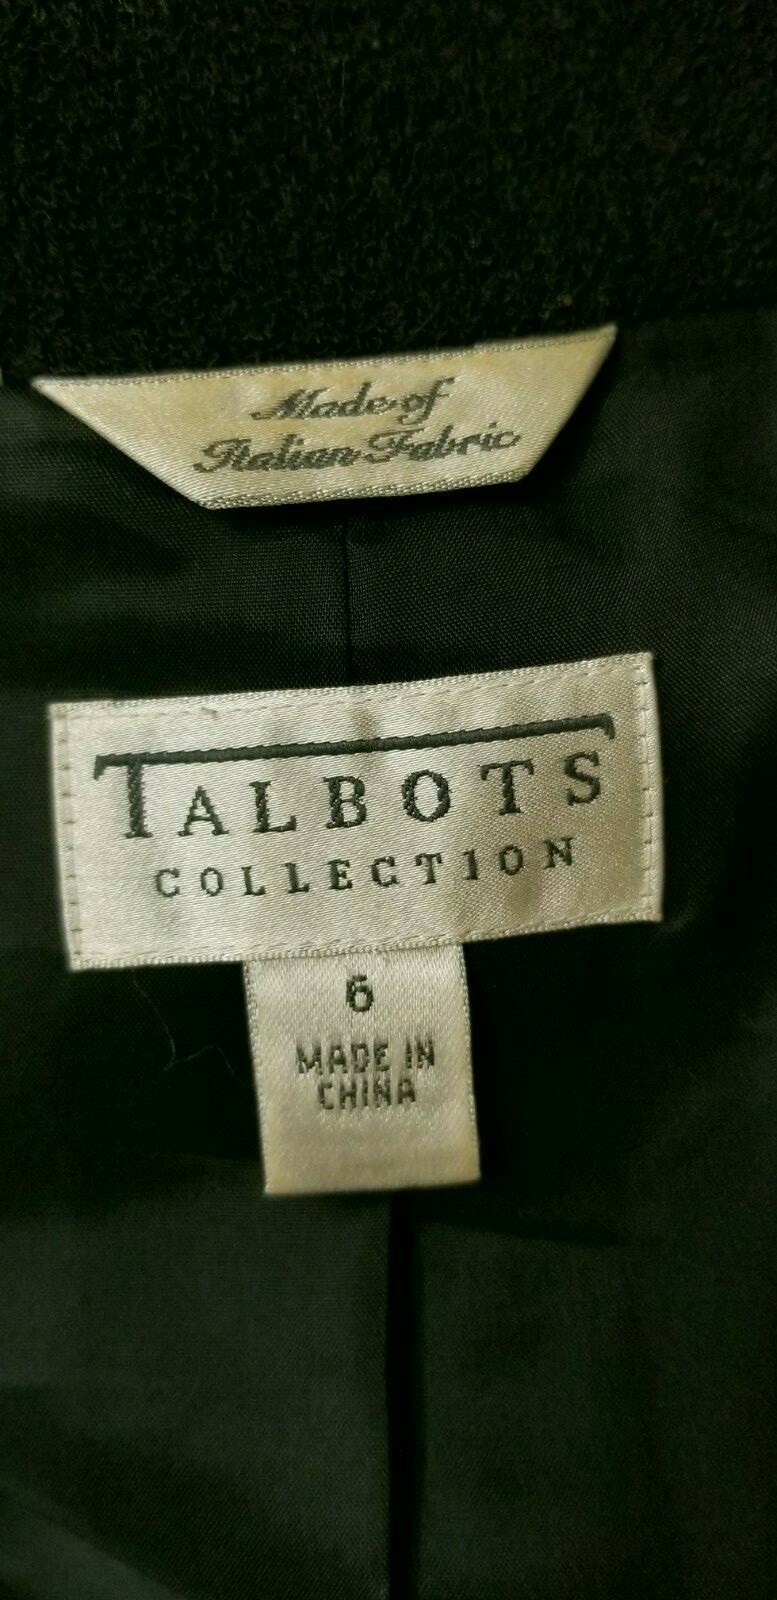 Made of
Italian Fabric
TALBOTS
COLLECTION
6
MADE IN
CHINA